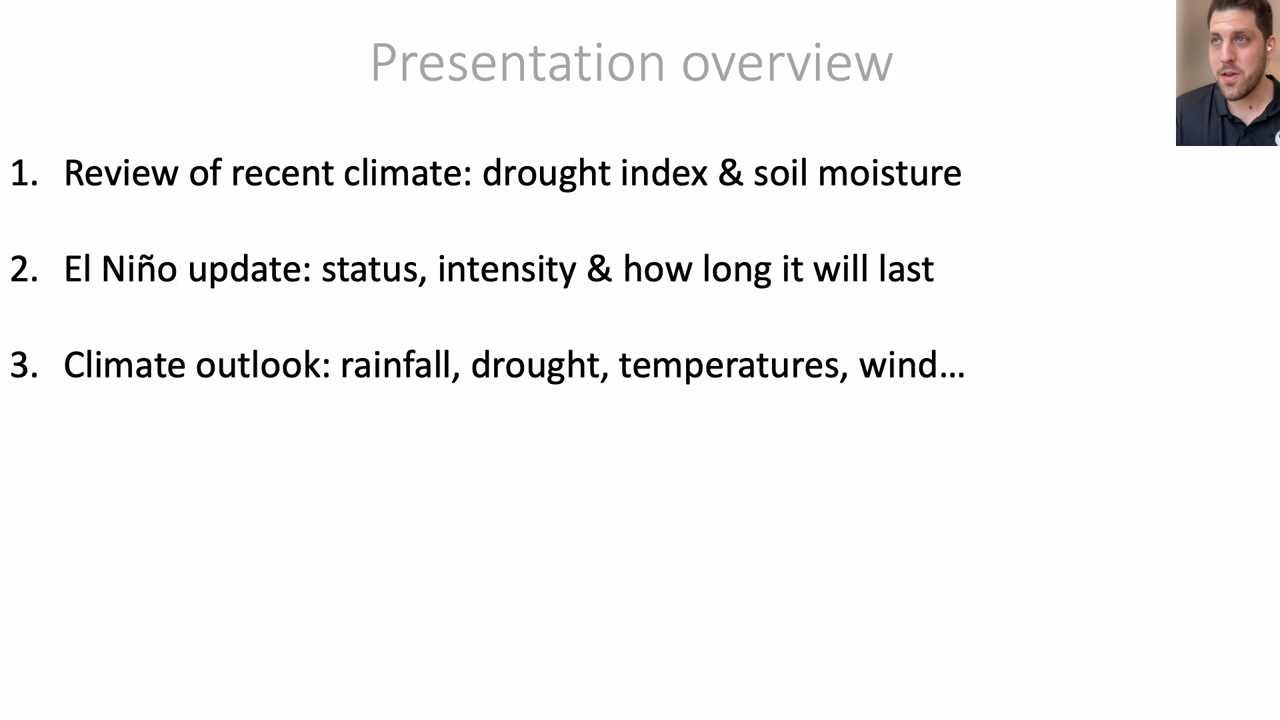 Presentation overview
1. Review of recent climate: drought index & soil moisture
2. El Niño update: status, intensity & how long it will last
3. Climate outlook: rainfall, drought, temperatures, wind…